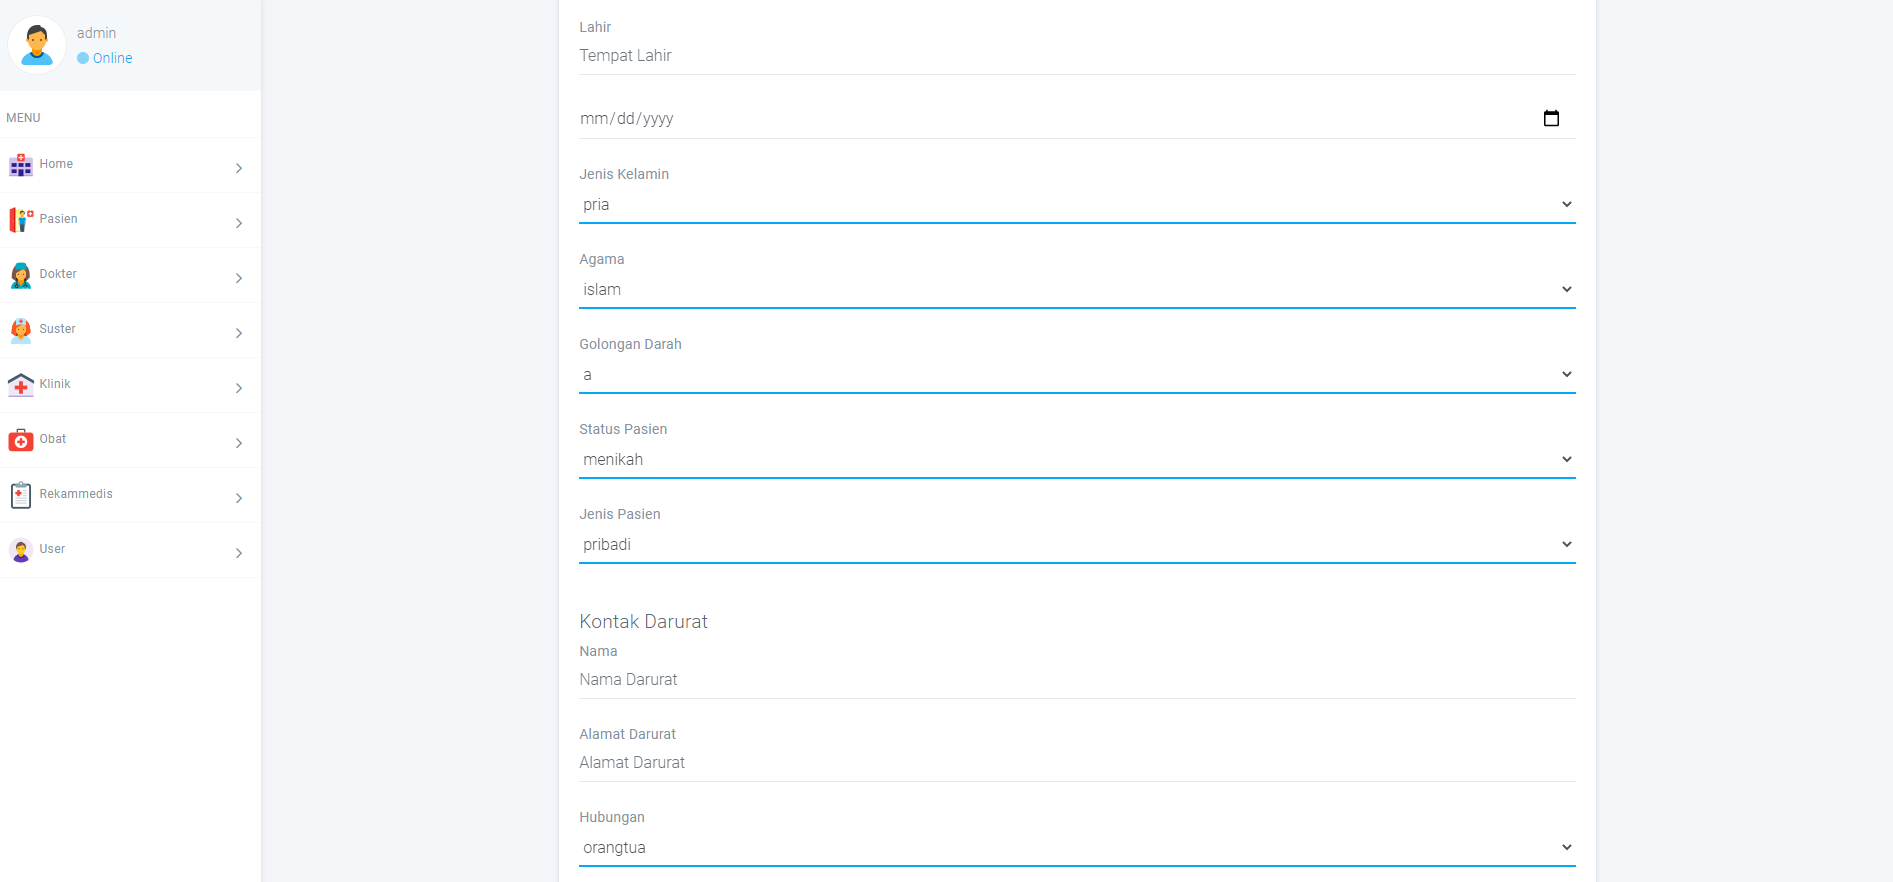 admin
Online
MENU
Home
Pasien
Dokter
Suster
Klinik
Obat
Rekammedis
User
Lahir
Tempat Lahir
mm/dd/yyyy
Jenis Kelamin
pria
Agama
islam
Golongan Darah
a
Status Pasien
menikah
Jenis Pasien
pribadi
Kontak Darurat
Nama
Nama Darurat
Alamat Darurat
Alamat Darurat
Hubungan
orangtua